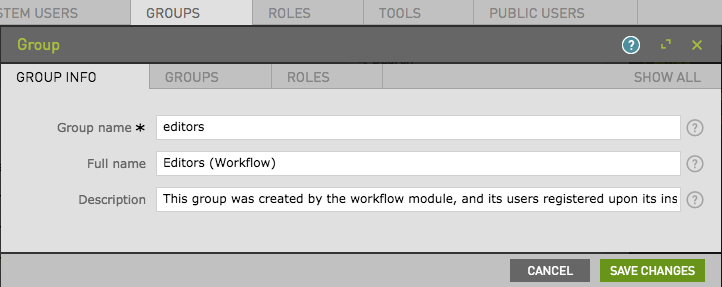 STEM USERS GROUPS ROLES TOOLS PUBLIC USERS
Group ?
GROUP INFO GROUPS ROLES SHOW ALL
Group name * editors ?
Full name Editors (Workflow) ?
Description This group was created by the workflow module, and its users registered upon its ins ?
CANCEL SAVE CHANGES